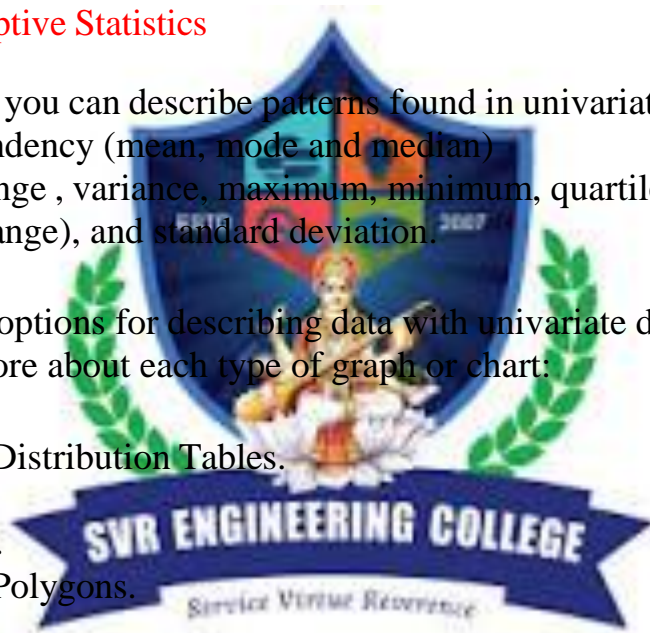 ptive Statistics
you can describe patterns found in univariat
ndency (mean, mode and median)
nge , variance, maximum, minimum, quartile
ange), and standard deviation.
ESTD 2007
options for describing data with univariate d
ore about each type of graph or chart:
Distribution Tables.
.
SVR ENGINEERING COLLEGE
Polygons.
Service Virtue Reverence